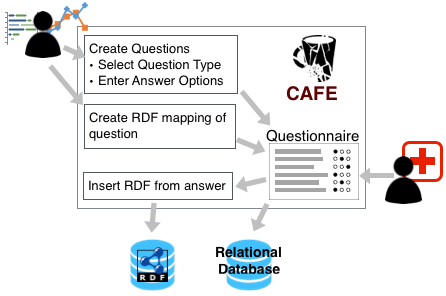 Create Questions
• Select Question Type
• Enter Answer Options
CAFE
Create RDF mapping of
question
Questionnaire
Insert RDF from answer
RDF
Relational
Database